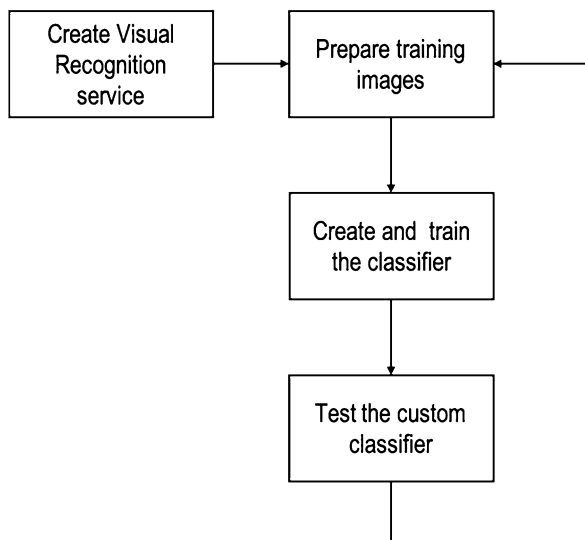 Create Visual
Recognition
service
Prepare training
images
Create and train
the classifier
Test the custom
classifier